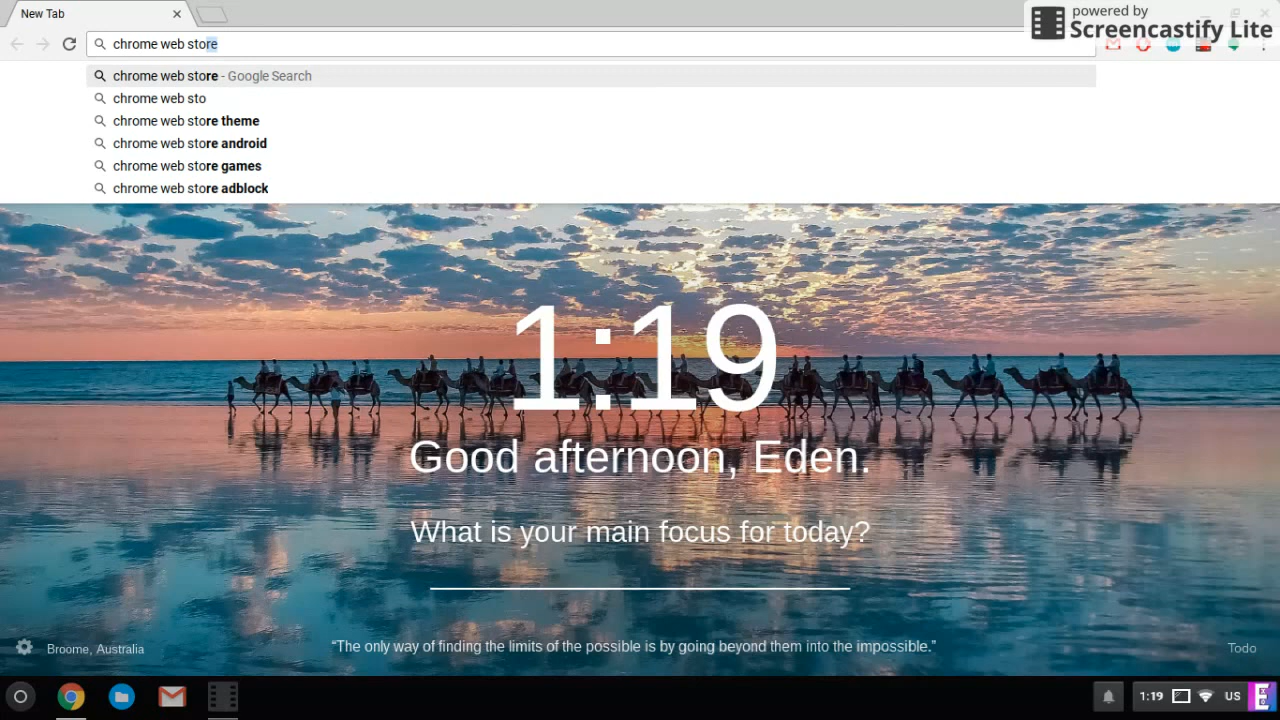 New Tab
powered by
Screencastify Lite
chrome web store
chrome web store - Google Search
chrome web sto
chrome web store theme
chrome web store android
chrome web store games
chrome web store adblock
1:19
Good afternoon, Eden.
What is your main focus for today?
Broome, Australia
“The only way of finding the limits of the possible is by going beyond them into the impossible.”
Todo
1:19
US